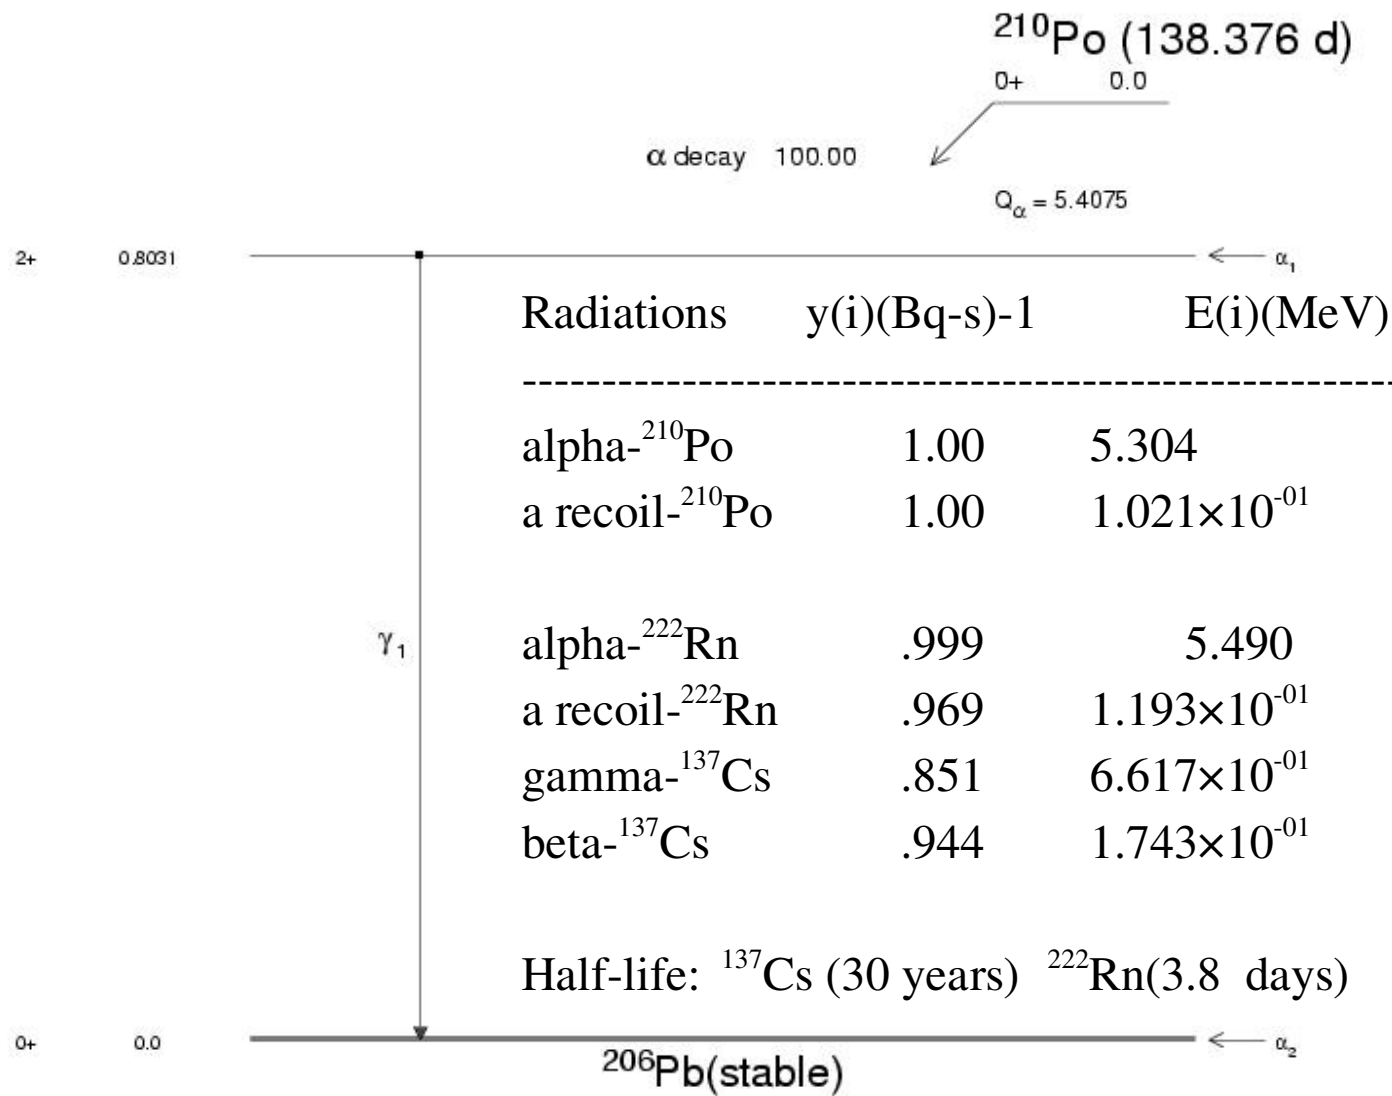 ²¹⁰Po (138.376 d)
0+ 0.0
α decay 100.00
Qα = 5.4075
2+ 0.8031 α₁
Radiations y(i)(Bq-s)-1 E(i)(MeV)
------------------------------------------------------
alpha-²¹⁰Po 1.00 5.304
a recoil-²¹⁰Po 1.00 1.021×10⁻⁰¹
γ₁
alpha-²²²Rn .999 5.490
a recoil-²²²Rn .969 1.193×10⁻⁰¹
gamma-¹³⁷Cs .851 6.617×10⁻⁰¹
beta-¹³⁷Cs .944 1.743×10⁻⁰¹
Half-life: ¹³⁷Cs (30 years) ²²²Rn(3.8 days)
0+ 0.0 α₂
²⁰⁶Pb(stable)